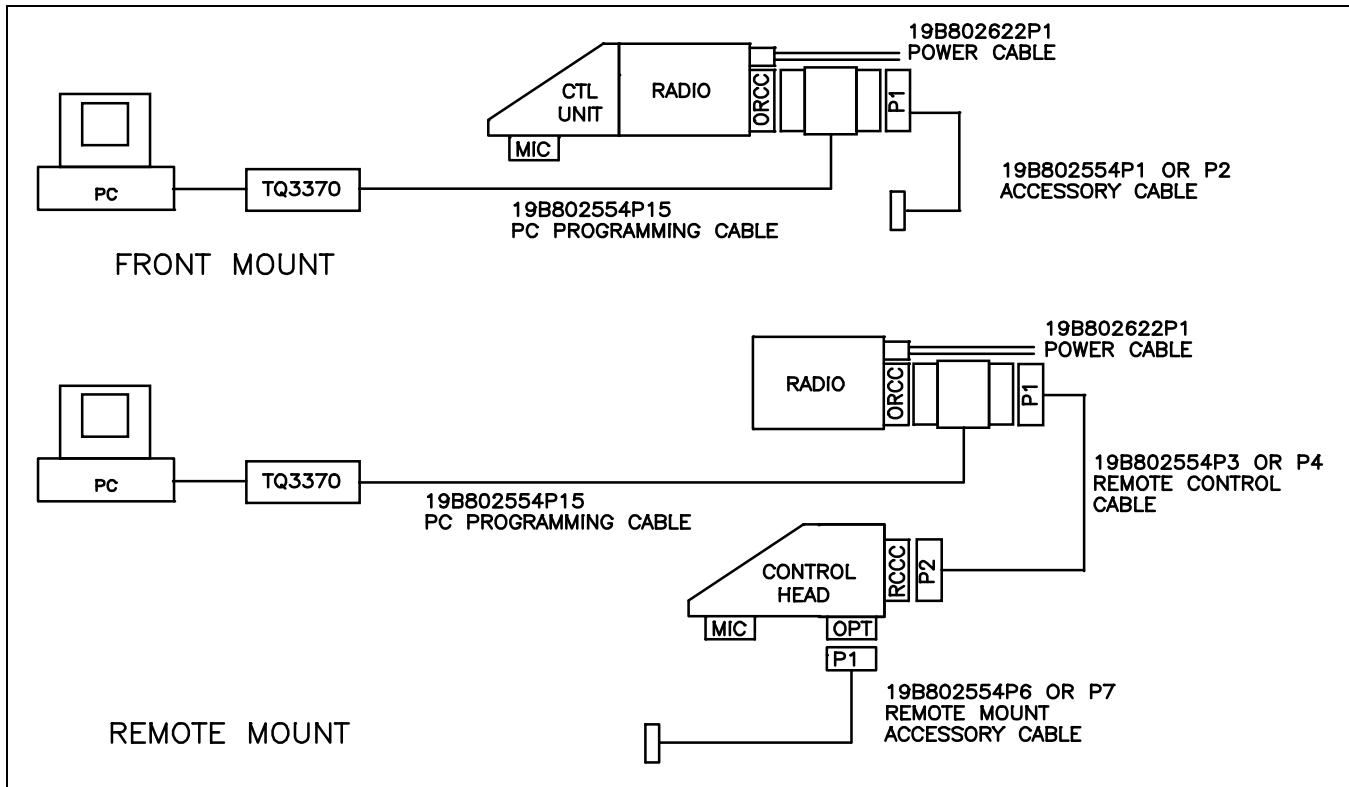 19B802622P1
POWER CABLE
CTL
UNIT
RADIO
ORCC
P1
MIC
PC
TQ3370
19B802554P15
PC PROGRAMMING CABLE
19B802554P1 OR P2
ACCESSORY CABLE
FRONT MOUNT
19B802622P1
POWER CABLE
RADIO
ORCC
P1
PC
TQ3370
19B802554P15
PC PROGRAMMING CABLE
19B802554P3 OR P4
REMOTE CONTROL
CABLE
CONTROL
HEAD
RCCC
P2
MIC
OPT
P1
19B802554P6 OR P7
REMOTE MOUNT
ACCESSORY CABLE
REMOTE MOUNT